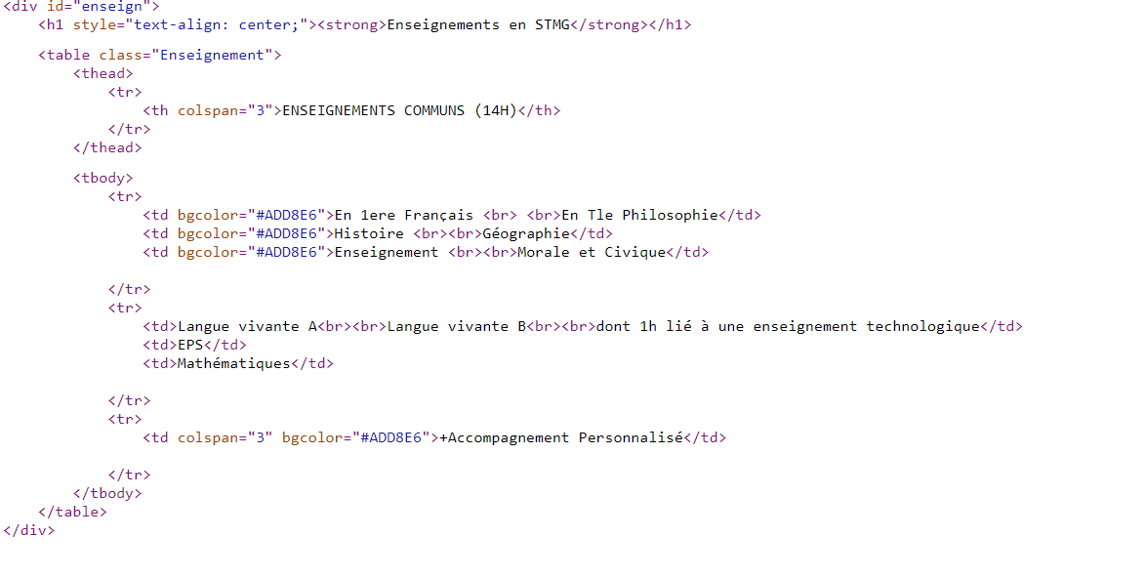 <div id="enseign">
<h1 style="text-align: center;"><strong>Enseignements en STMG</strong></h1>
<table class="Enseignement">
<thead>
<tr>
<th colspan="3">ENSEIGNEMENTS COMMUNS (14H)</th>
</tr>
</thead>
<tbody>
<tr>
<td bgcolor="#ADD8E6">En 1ere Français <br> <br>En Tle Philosophie</td>
<td bgcolor="#ADD8E6">Histoire <br><br>Géographie</td>
<td bgcolor="#ADD8E6">Enseignement <br><br>Morale et Civique</td>
</tr>
<tr>
<td>Langue vivante A<br><br>Langue vivante B<br><br>dont 1h lié à une enseignement technologique</td>
<td>EPS</td>
<td>Mathématiques</td>
</tr>
<tr>
<td colspan="3" bgcolor="#ADD8E6">+Accompagnement Personnalisé</td>
</tr>
</tbody>
</table>
</div>